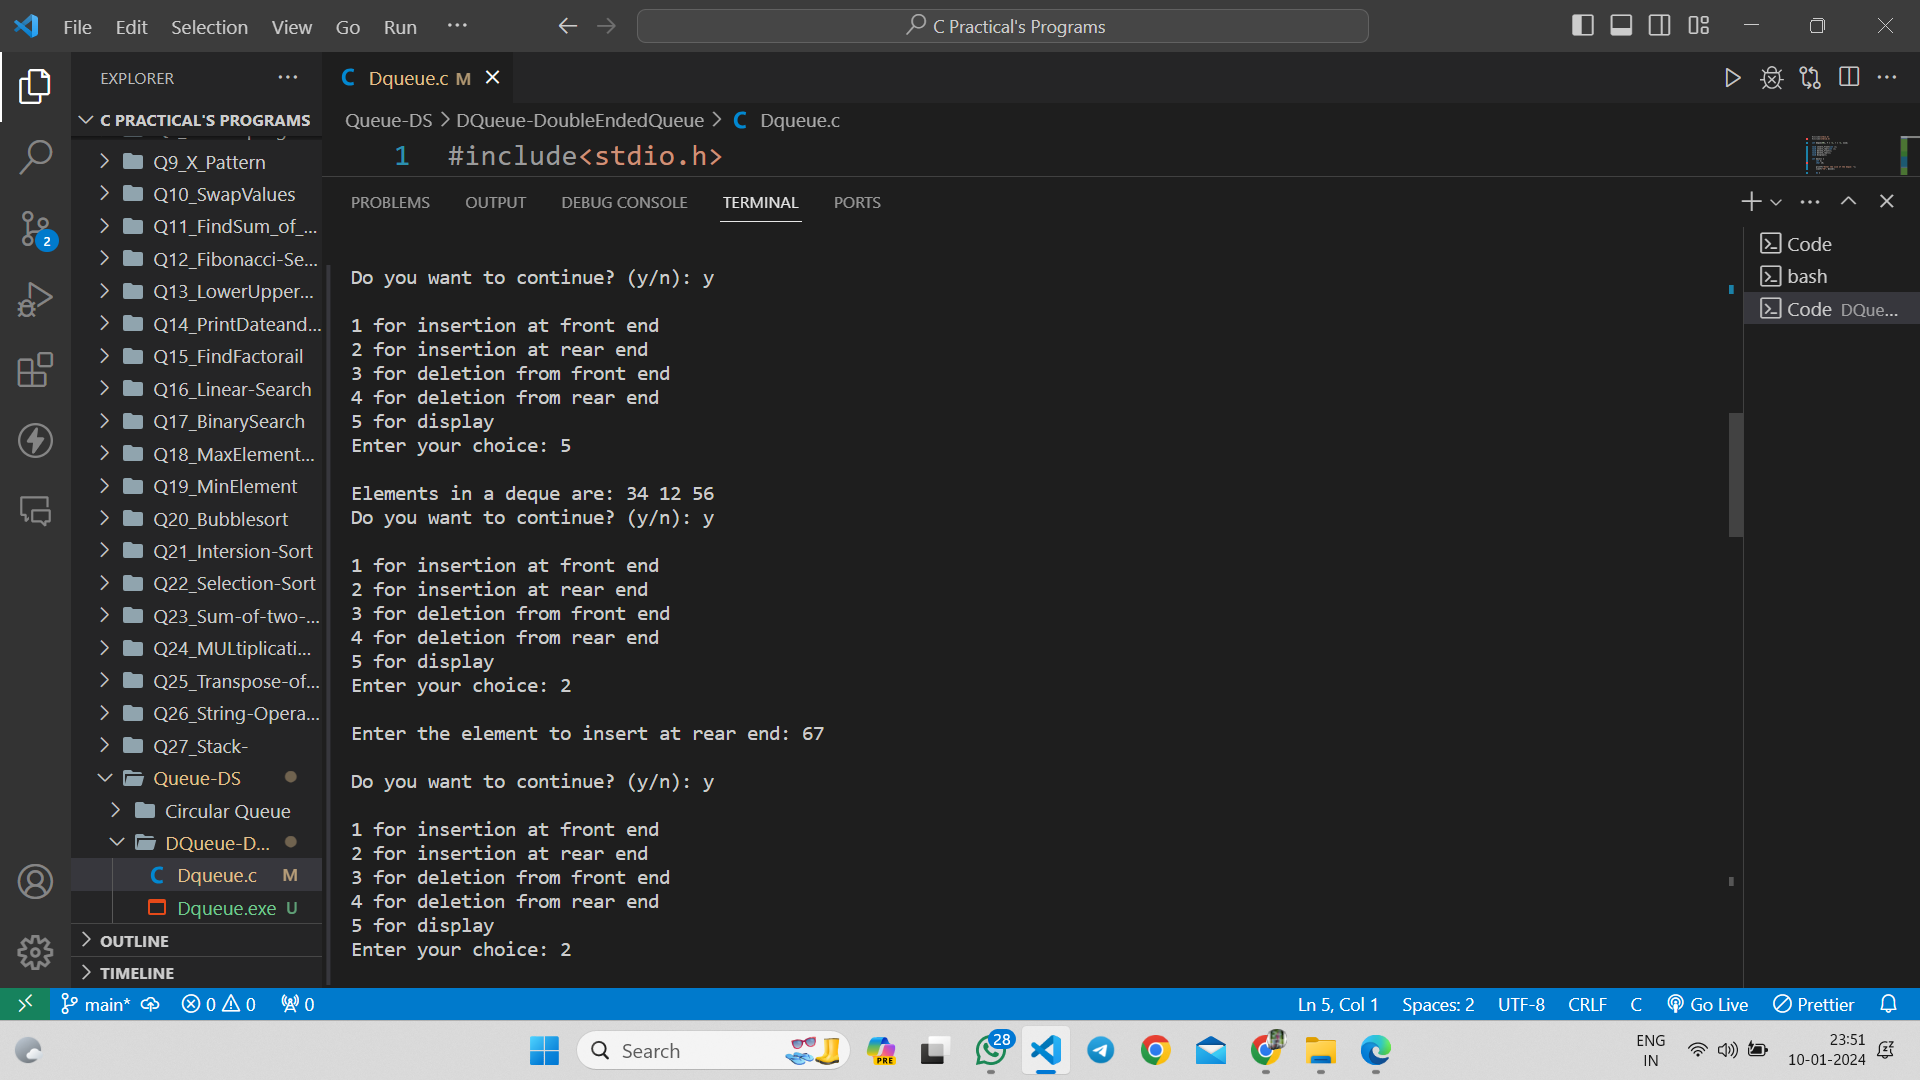 File Edit Selection View Go Run ···
C Practical's Programs
EXPLORER
Dqueue.c M
C PRACTICAL'S PROGRAMS
Queue-DS > DQueue-DoubleEndedQueue > C Dqueue.c
1 #include<stdio.h>
Q9_X_Pattern
Q10_SwapValues
Q11_FindSum_of_...
Q12_Fibonacci-Se...
Q13_LowerUpper...
Q14_PrintDateand...
Q15_FindFactorail
Q16_Linear-Search
Q17_BinarySearch
Q18_MaxElement...
Q19_MinElement
Q20_Bubblesort
Q21_Intersion-Sort
Q22_Selection-Sort
Q23_Sum-of-two-...
Q24_MULtiplicati...
Q25_Transpose-of...
Q26_String-Opera...
Q27_Stack-
Queue-DS
Circular Queue
DQueue-D...
Dqueue.c M
Dqueue.exe U
OUTLINE
TIMELINE
2
PROBLEMS OUTPUT DEBUG CONSOLE TERMINAL PORTS
Do you want to continue? (y/n): y
1 for insertion at front end
2 for insertion at rear end
3 for deletion from front end
4 for deletion from rear end
5 for display
Enter your choice: 5
Elements in a deque are: 34 12 56
Do you want to continue? (y/n): y
1 for insertion at front end
2 for insertion at rear end
3 for deletion from front end
4 for deletion from rear end
5 for display
Enter your choice: 2
Enter the element to insert at rear end: 67
Do you want to continue? (y/n): y
1 for insertion at front end
2 for insertion at rear end
3 for deletion from front end
4 for deletion from rear end
5 for display
Enter your choice: 2
Code
bash
Code DQue...
main* 0 0 0
Ln 5, Col 1 Spaces: 2 UTF-8 CRLF C Go Live Prettier
Search
PRE
28
ENG
IN
23:51
10-01-2024